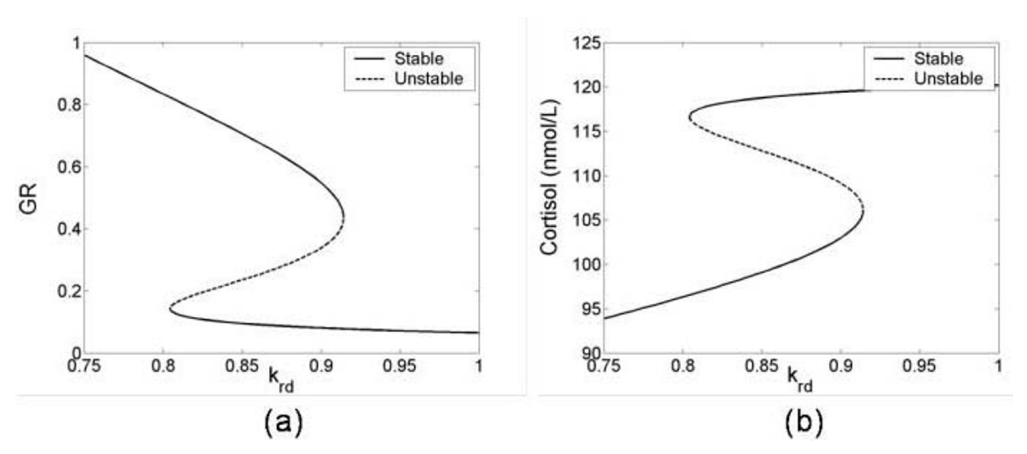 1
0.8
0.6
0.4
0.2
0
GR
Stable
Unstable
0.75
0.8
0.85
0.9
0.95
1
k_rd
(a)
125
120
115
110
105
100
95
90
Cortisol (nmol/L)
Stable
Unstable
0.75
0.8
0.85
0.9
0.95
1
k_rd
(b)